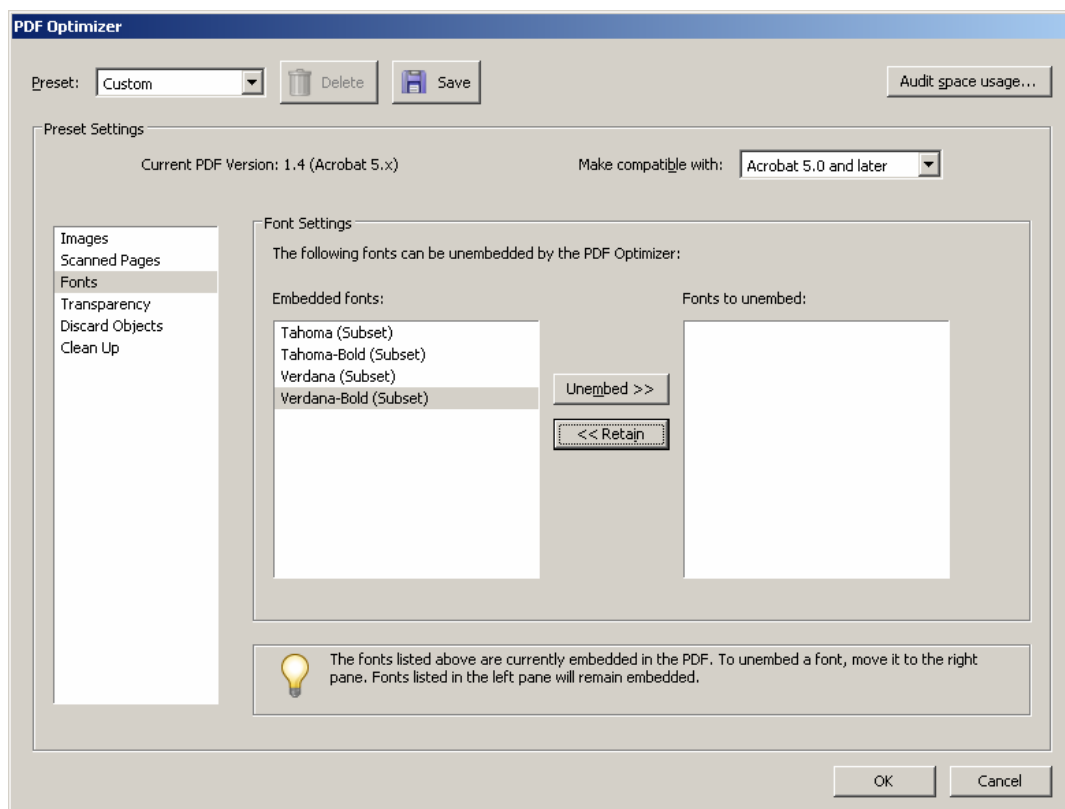 PDF Optimizer
Preset: Custom Delete Save Audit space usage...
Preset Settings
Current PDF Version: 1.4 (Acrobat 5.x) Make compatible with: Acrobat 5.0 and later
Images
Scanned Pages
Fonts
Transparency
Discard Objects
Clean Up
Font Settings
The following fonts can be unembedded by the PDF Optimizer:
Embedded fonts:
Tahoma (Subset)
Tahoma-Bold (Subset)
Verdana (Subset)
Verdana-Bold (Subset)
Unembed >>
<< Retain
Fonts to unembed:
The fonts listed above are currently embedded in the PDF. To unembed a font, move it to the right
pane. Fonts listed in the left pane will remain embedded.
OK Cancel